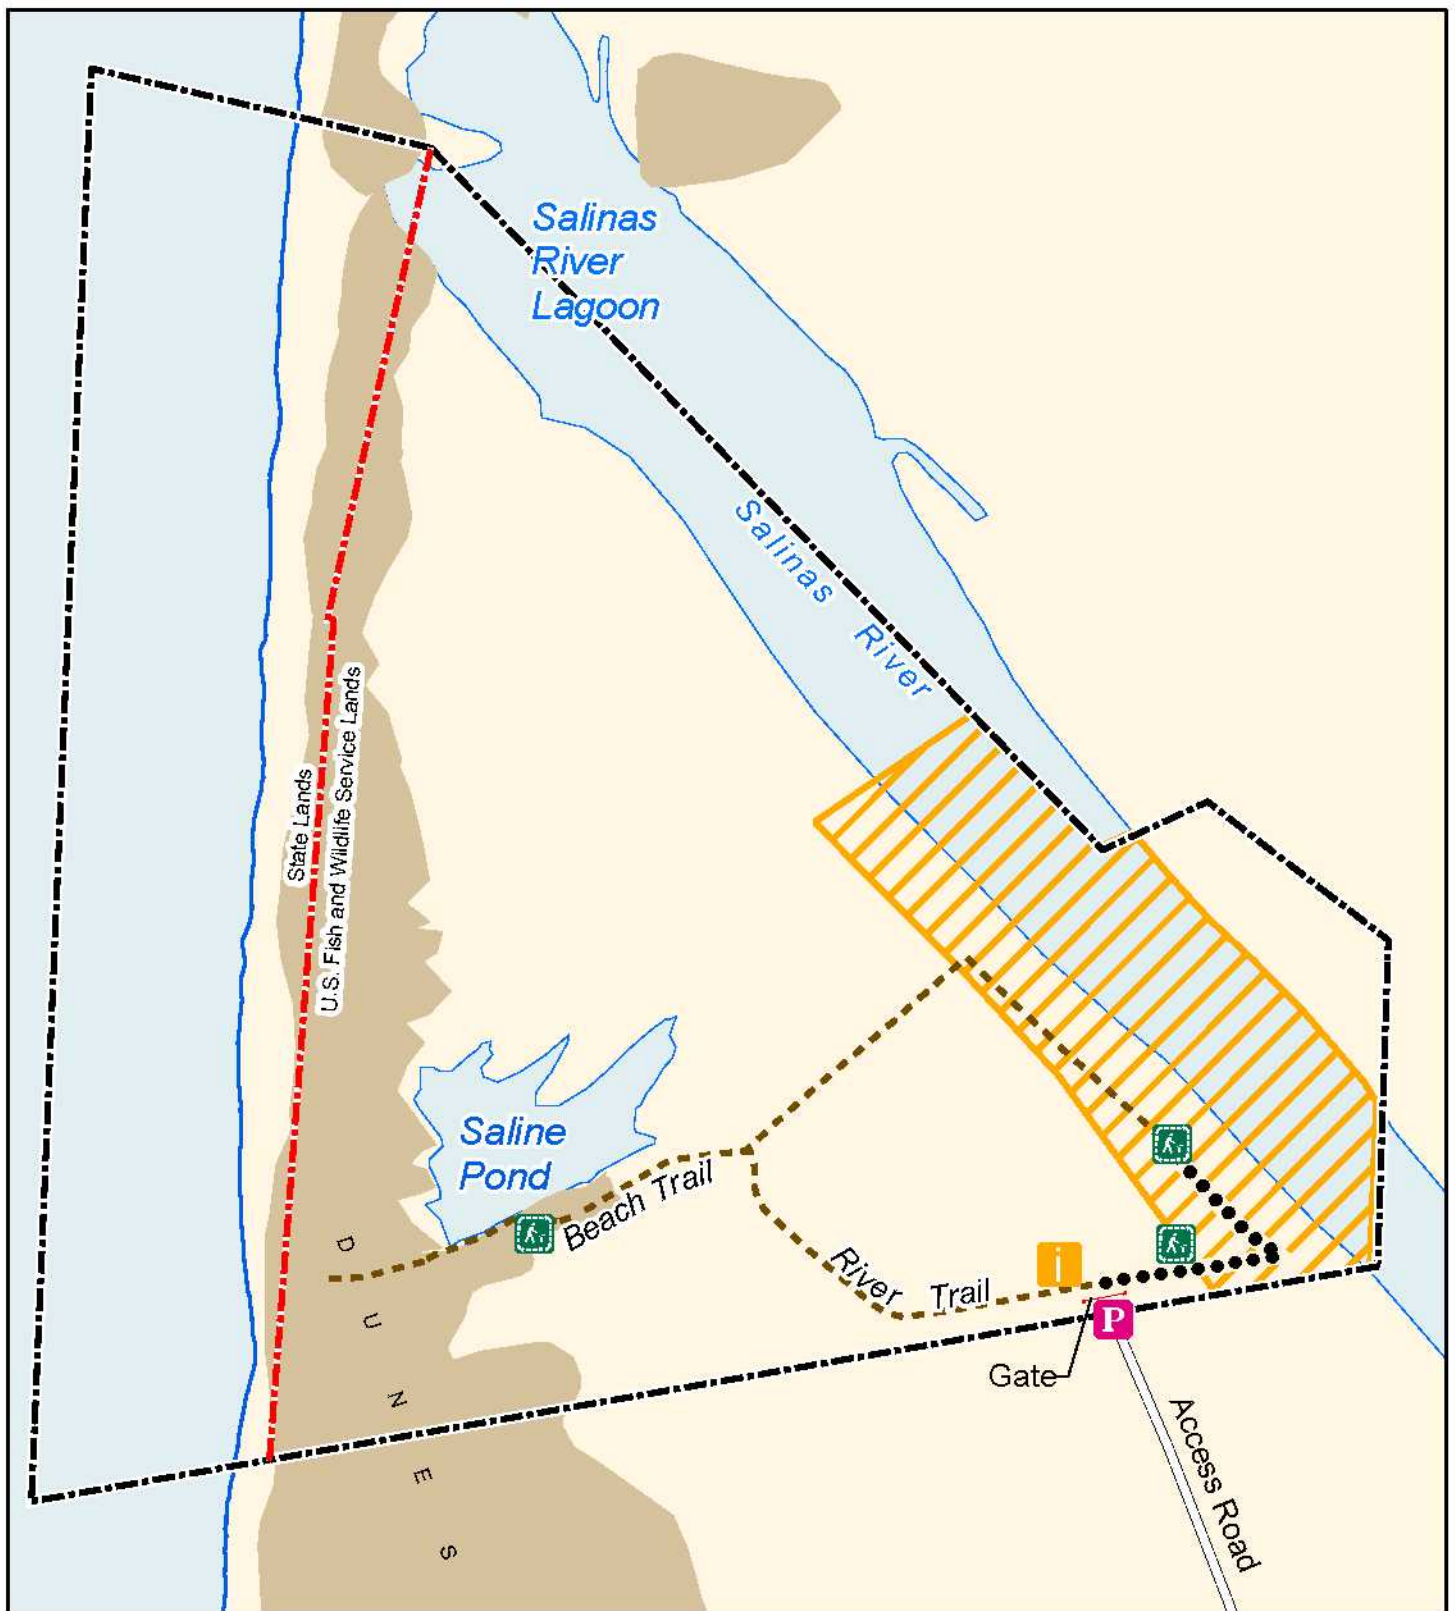 Salinas
River
Lagoon
Salinas River
State Lands
U.S. Fish and Wildlife Service Lands
Saline
Pond
Beach Trail
River Trail
i
P
Gate
Access Road
DUNES